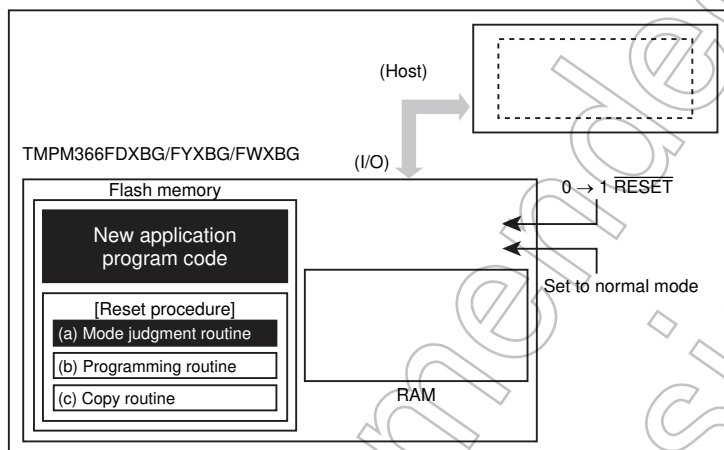 (Host)
TMPM366FDXBG/FYXBG/FWXBG
(I/O)
Flash memory
0 → 1 RESET
New application
program code
Set to normal mode
[Reset procedure]
(a) Mode judgment routine
(b) Programming routine
(c) Copy routine
RAM